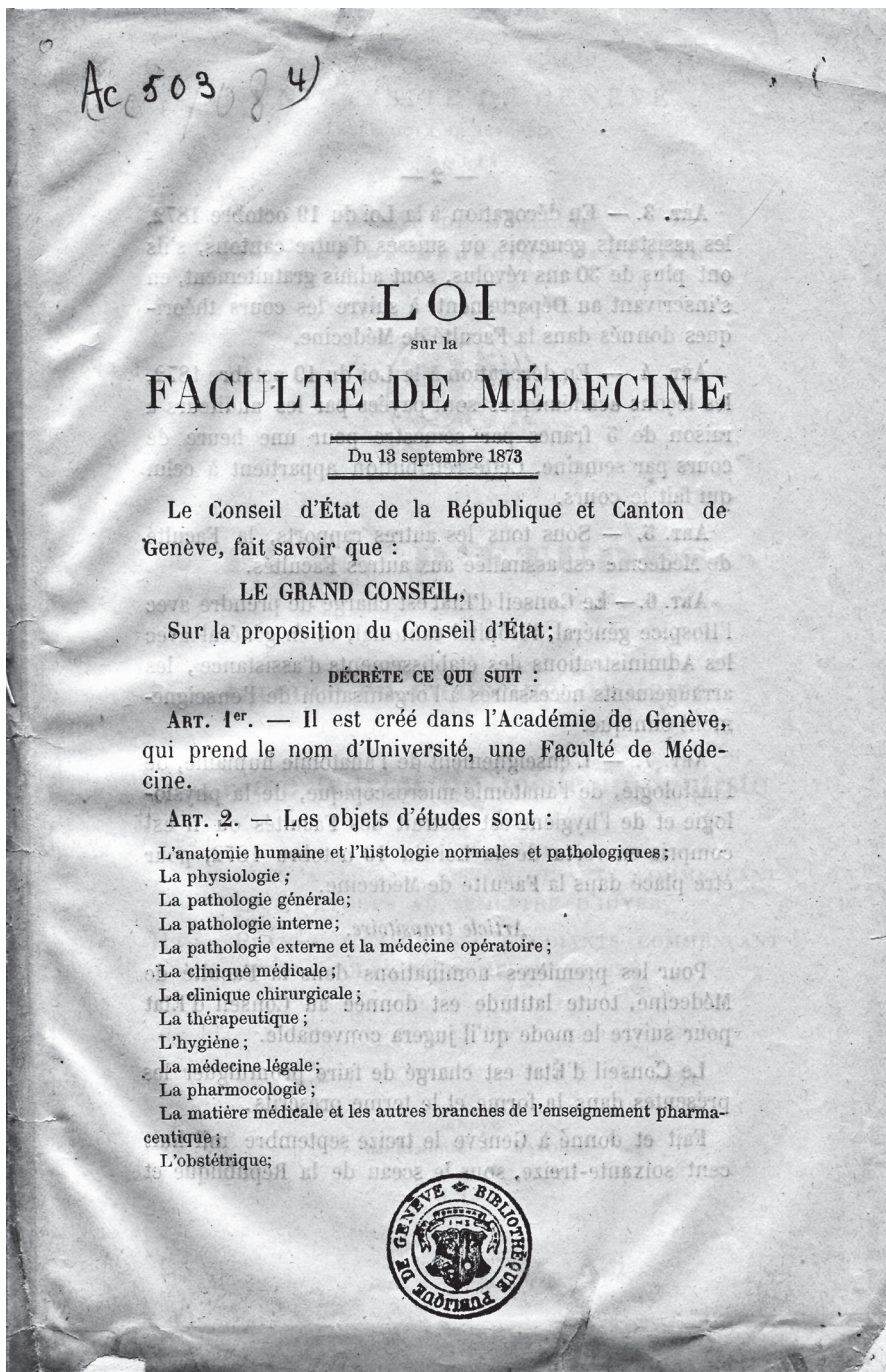 Ac 503 4)
LOI
sur la
FACULTÉ DE MÉDECINE
Du 13 septembre 1873
Le Conseil d'État de la République et Canton de
Genève, fait savoir que :
LE GRAND CONSEIL,
Sur la proposition du Conseil d'État;
DÉCRÈTE CE QUI SUIT :
ART. 1er. — Il est créé dans l'Académie de Genève,
qui prend le nom d'Université, une Faculté de Méde-
cine.
ART. 2. — Les objets d'études sont :
L'anatomie humaine et l'histologie normales et pathologiques ;
La physiologie ;
La pathologie générale;
La pathologie interne;
La pathologie externe et la médecine opératoire ;
La clinique médicale ;
La clinique chirurgicale ;
La thérapeutique ;
L'hygiène ;
La médecine légale ;
La pharmocologie ;
La matière médicale et les autres branches de l'enseignement pharma-
ceutique ;
L'obstétrique;
BIBLIOTHÈQUE PUBLIQUE DE GENÈVE
IHS